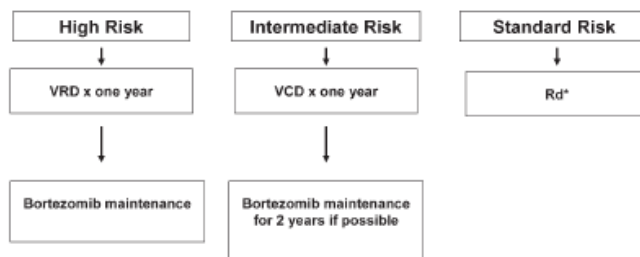 High Risk
Intermediate Risk
Standard Risk
VRD x one year
VCD x one year
Rd*
Bortezomib maintenance
Bortezomib maintenance
for 2 years if possible